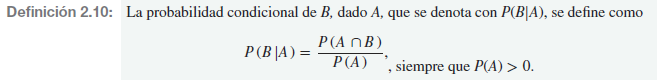 Definición 2.10: La probabilidad condicional de B, dado A, que se denota con P(B|A), se define como
P(B|A) = P(A ∩ B) / P(A), siempre que P(A) > 0.